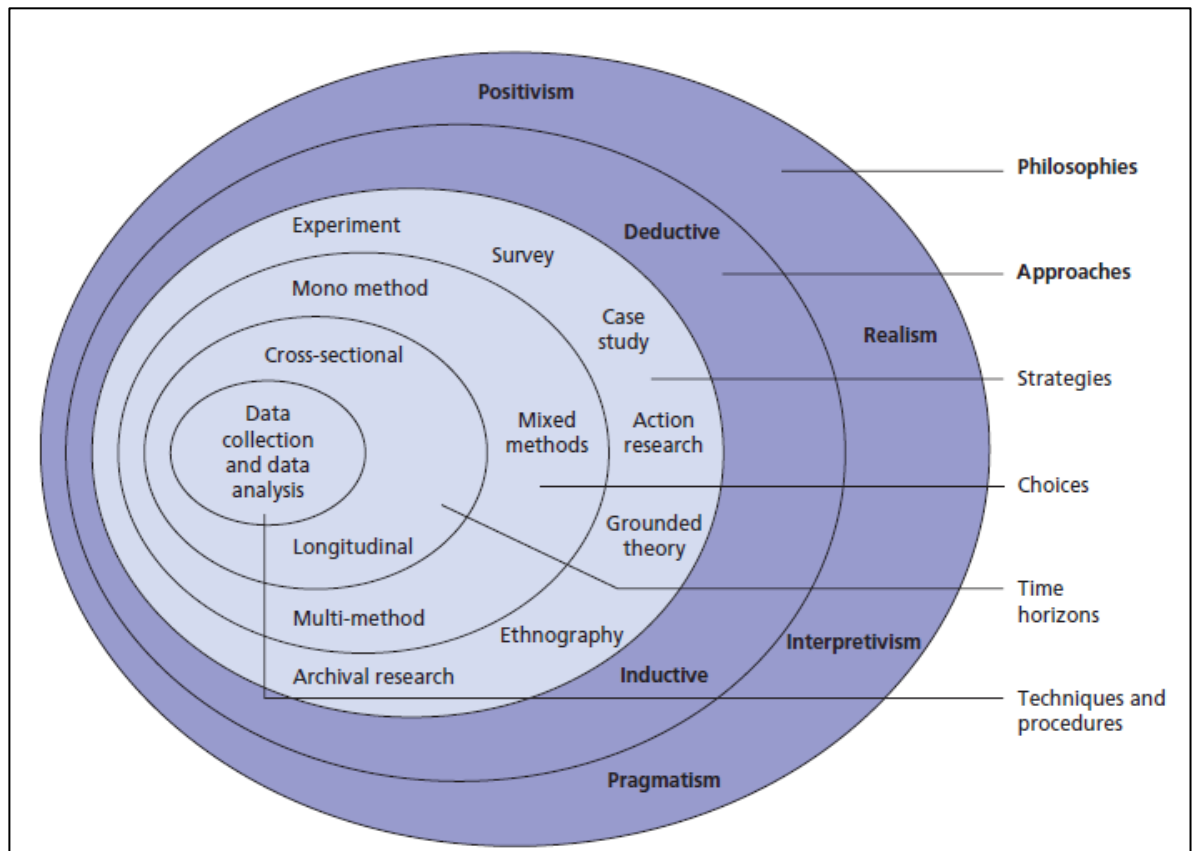 Positivism
Philosophies
Experiment
Deductive
Survey
Approaches
Mono method
Case
study
Realism
Cross-sectional
Strategies
Data
collection
and data
analysis
Mixed
methods
Action
research
Choices
Grounded
theory
Longitudinal
Time
horizons
Multi-method
Ethnography
Interpretivism
Archival research
Inductive
Techniques and
procedures
Pragmatism